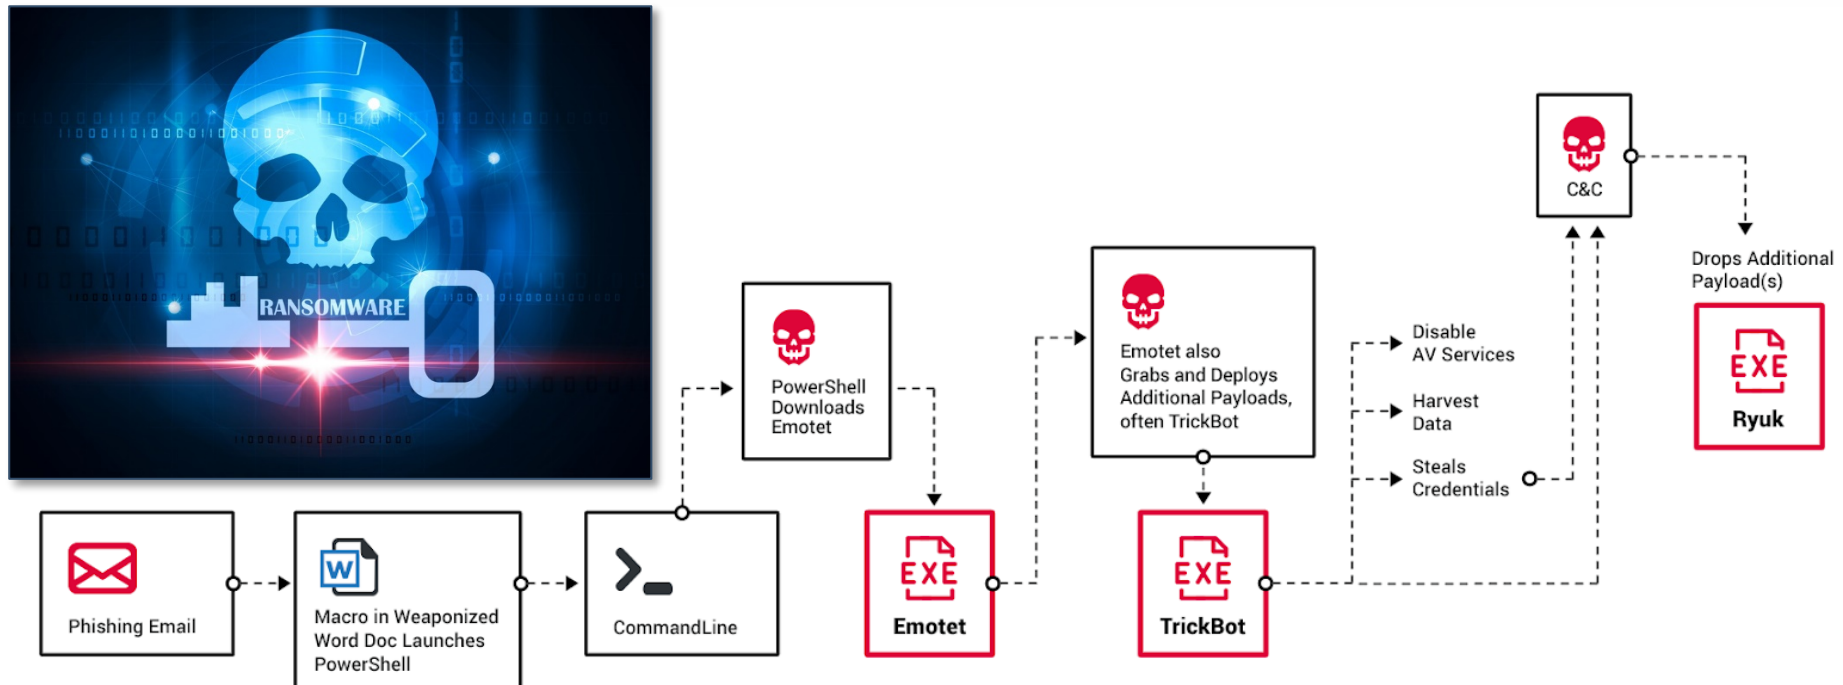 RANSOMWARE
Phishing Email
W
Macro in Weaponized
Word Doc Launches
PowerShell
CommandLine
PowerShell
Downloads
Emotet
EXE
Emotet
Emotet also
Grabs and Deploys
Additional Payloads,
often TrickBot
EXE
TrickBot
Disable
AV Services
Harvest
Data
Steals
Credentials
C&C
Drops Additional
Payload(s)
EXE
Ryuk